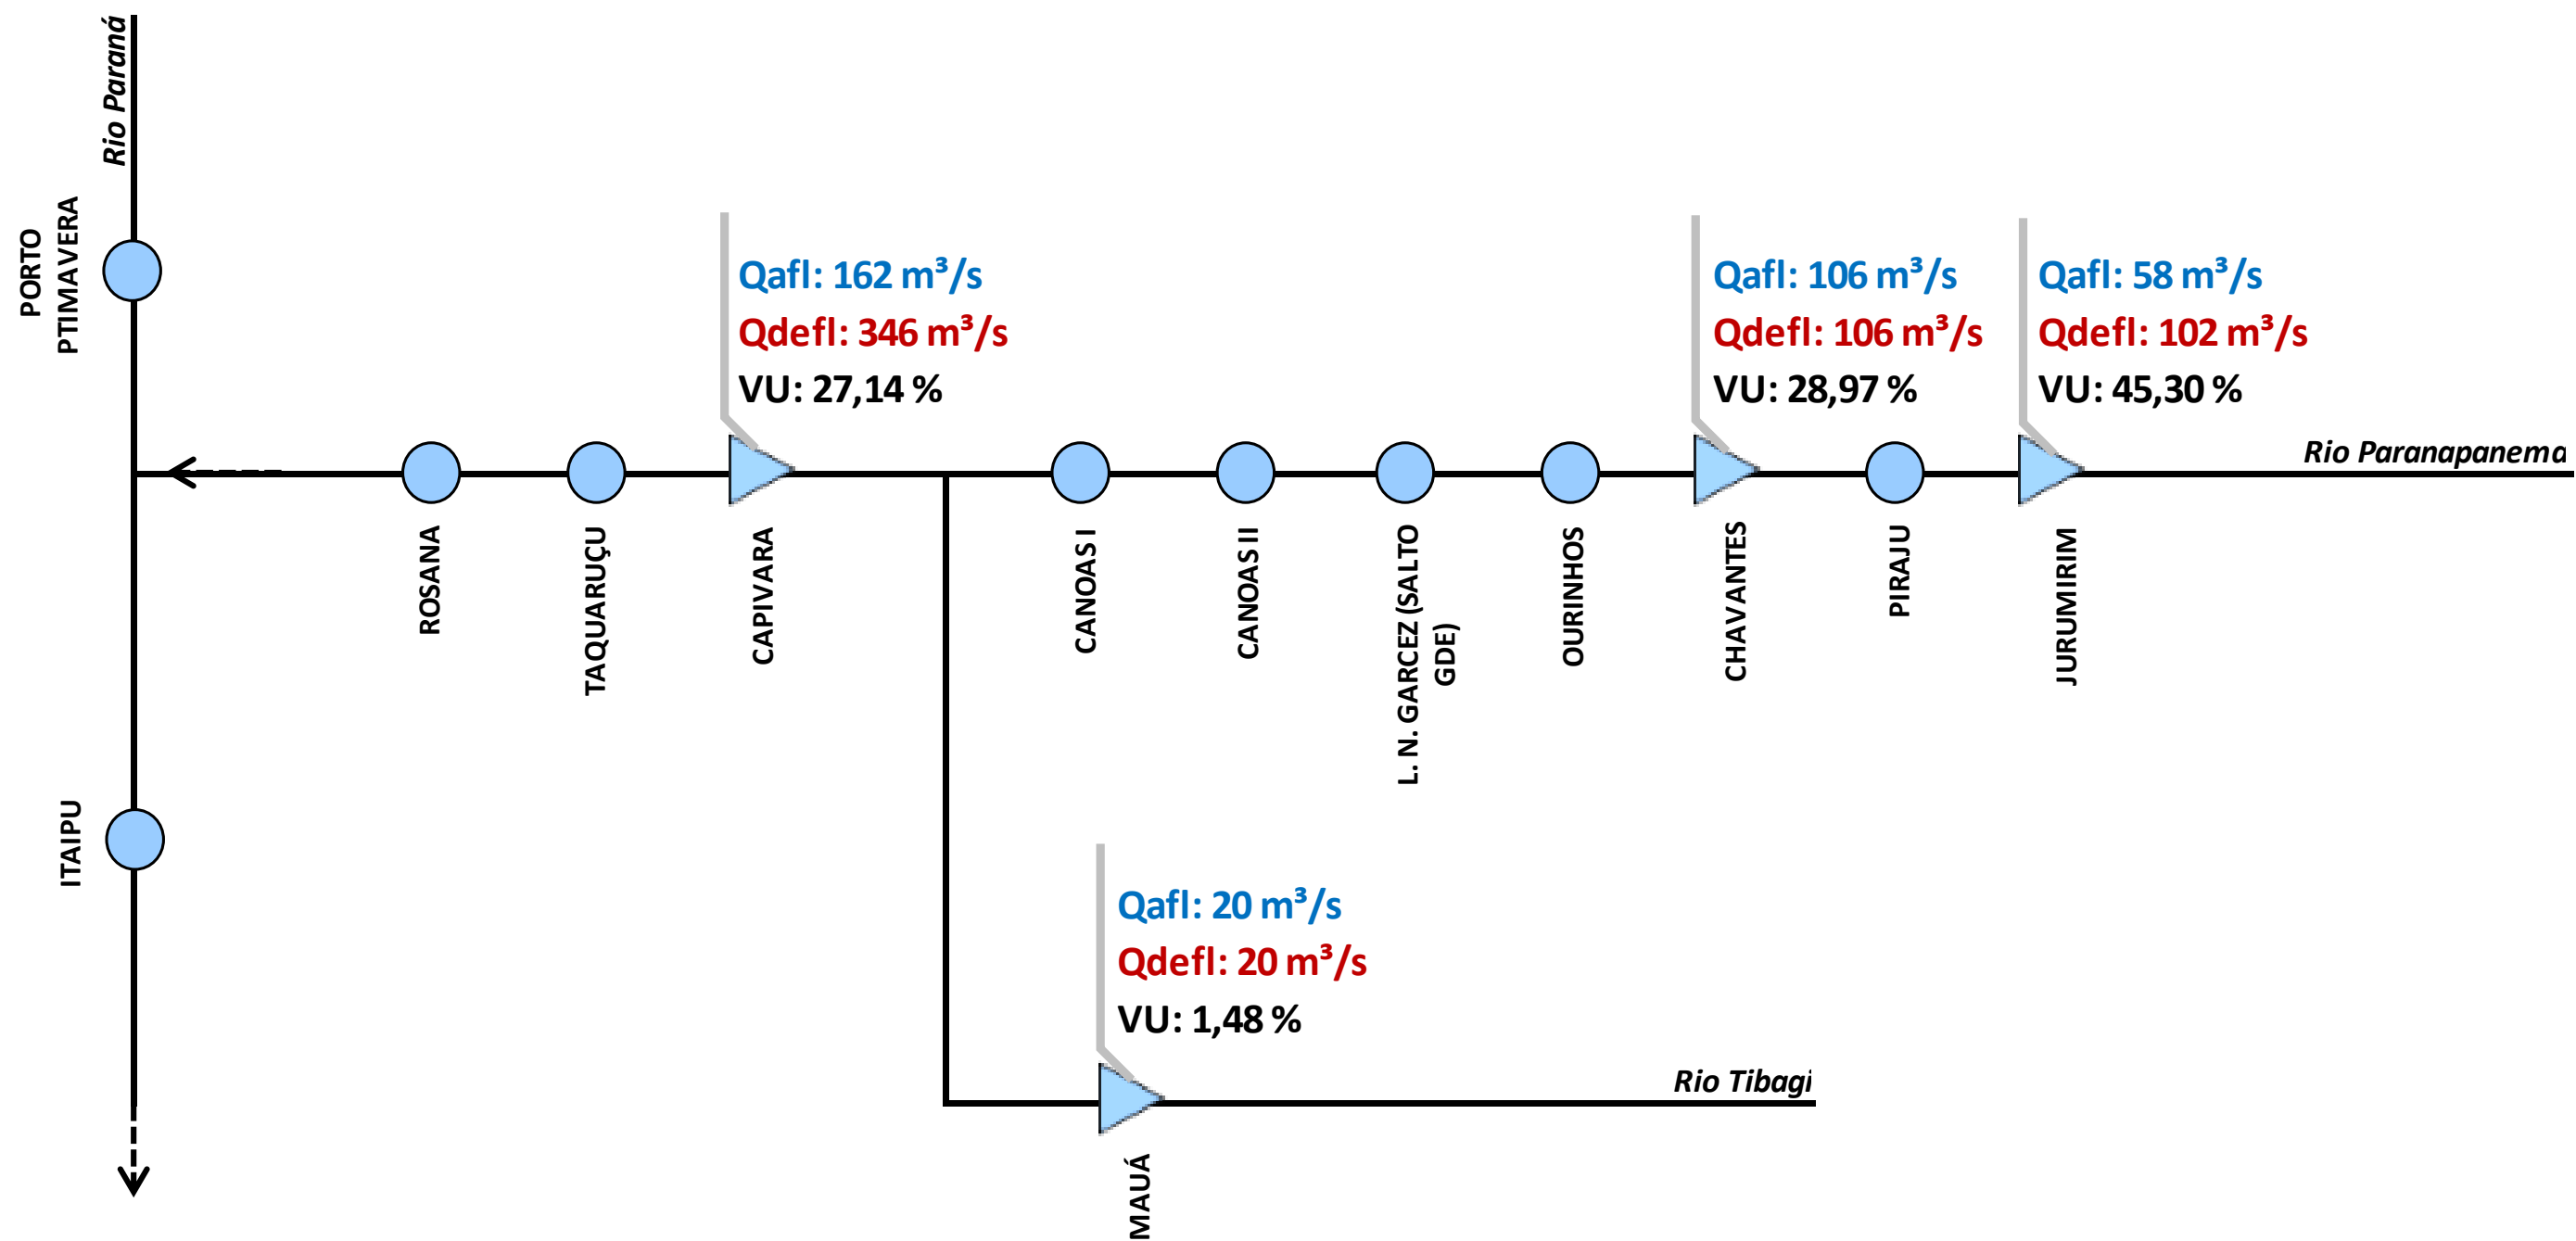 Rio Paraná
PORTO
PTIMAVERA
Qafl: 162 m³/s
Qdefl: 346 m³/s
VU: 27,14 %
Qafl: 106 m³/s
Qdefl: 106 m³/s
VU: 28,97 %
Qafl: 58 m³/s
Qdefl: 102 m³/s
VU: 45,30 %
Rio Paranapanema
ROSANA
TAQUARUÇU
CAPIVARA
CANOAS I
CANOAS II
L. N. GARCEZ (SALTO
GDE)
OURINHOS
CHAVANTES
PIRAJU
JURUMIRIM
ITAIPU
Qafl: 20 m³/s
Qdefl: 20 m³/s
VU: 1,48 %
Rio Tibagi
MAUÁ